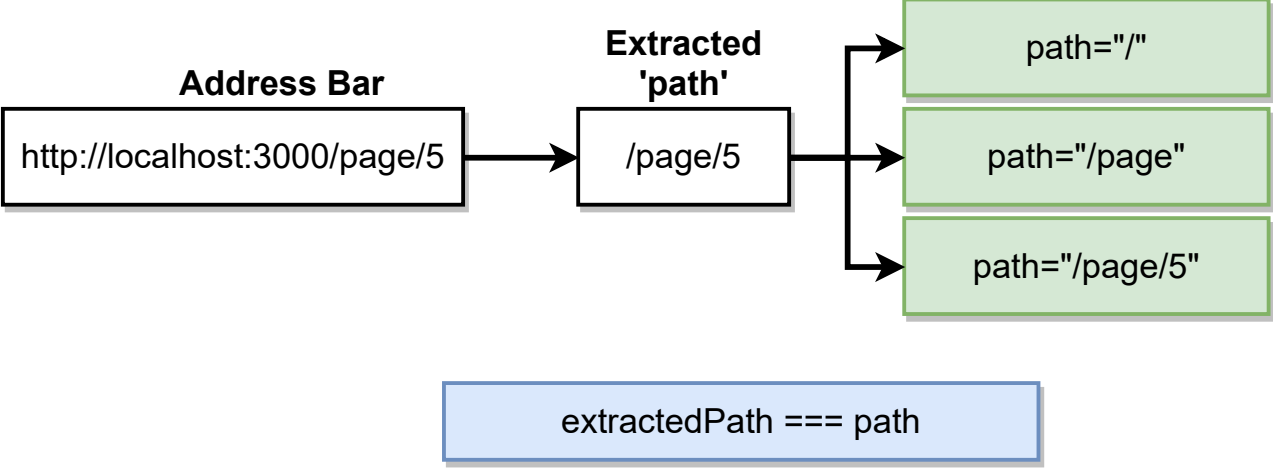 Address Bar
http://localhost:3000/page/5
Extracted
'path'
/page/5
path="/"
path="/page"
path="/page/5"
extractedPath === path